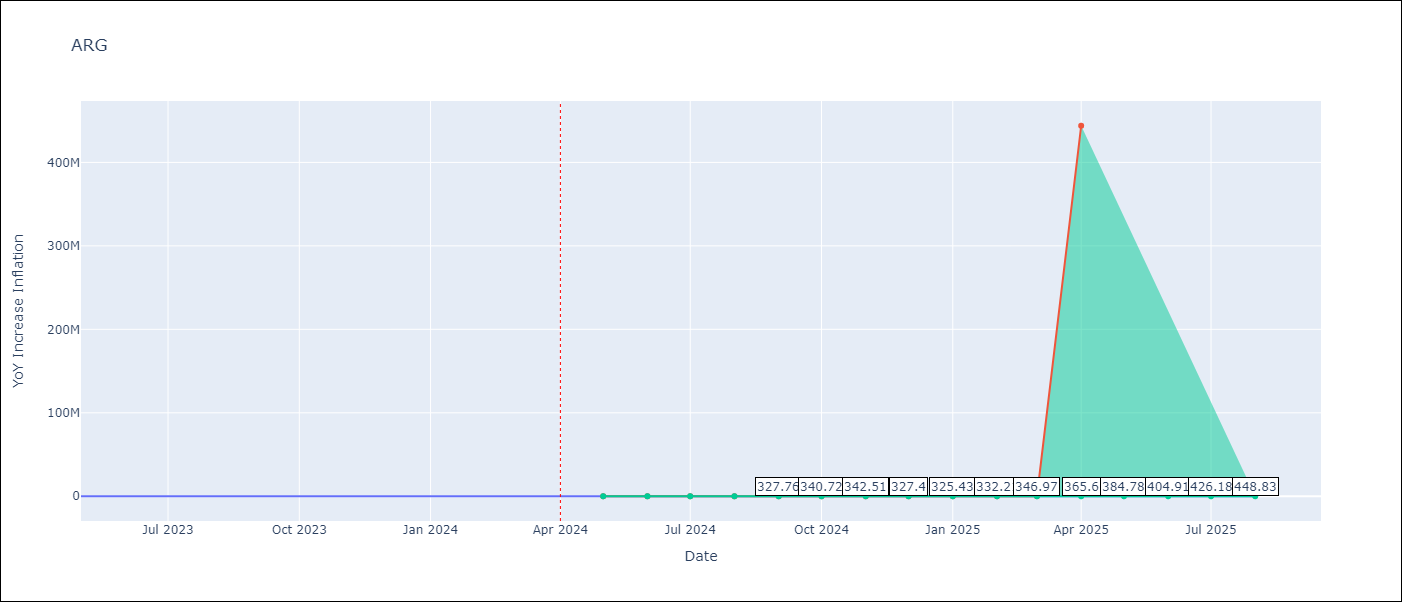 ARG
YoY Increase Inflation
400M
300M
200M
100M
0
327.76 340.72 342.51 327.4 325.43 332.2 346.97 365.6 384.78 404.91 426.18 448.83
Jul 2023 Oct 2023 Jan 2024 Apr 2024 Jul 2024 Oct 2024 Jan 2025 Apr 2025 Jul 2025
Date